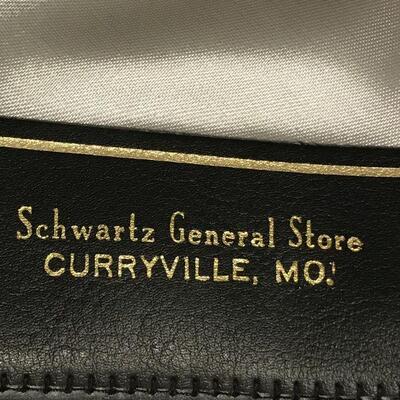 Schwartz General Store
CURRYVILLE, MO.